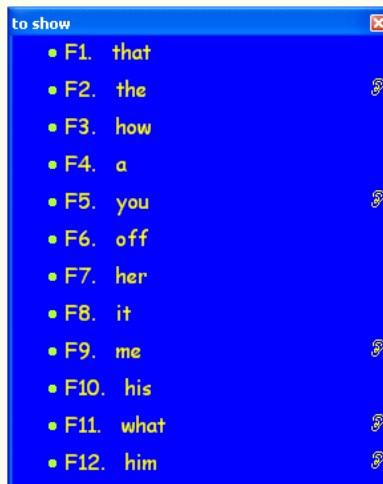 to show
• F1. that
• F2. the
• F3. how
• F4. a
• F5. you
• F6. off
• F7. her
• F8. it
• F9. me
• F10. his
• F11. what
• F12. him